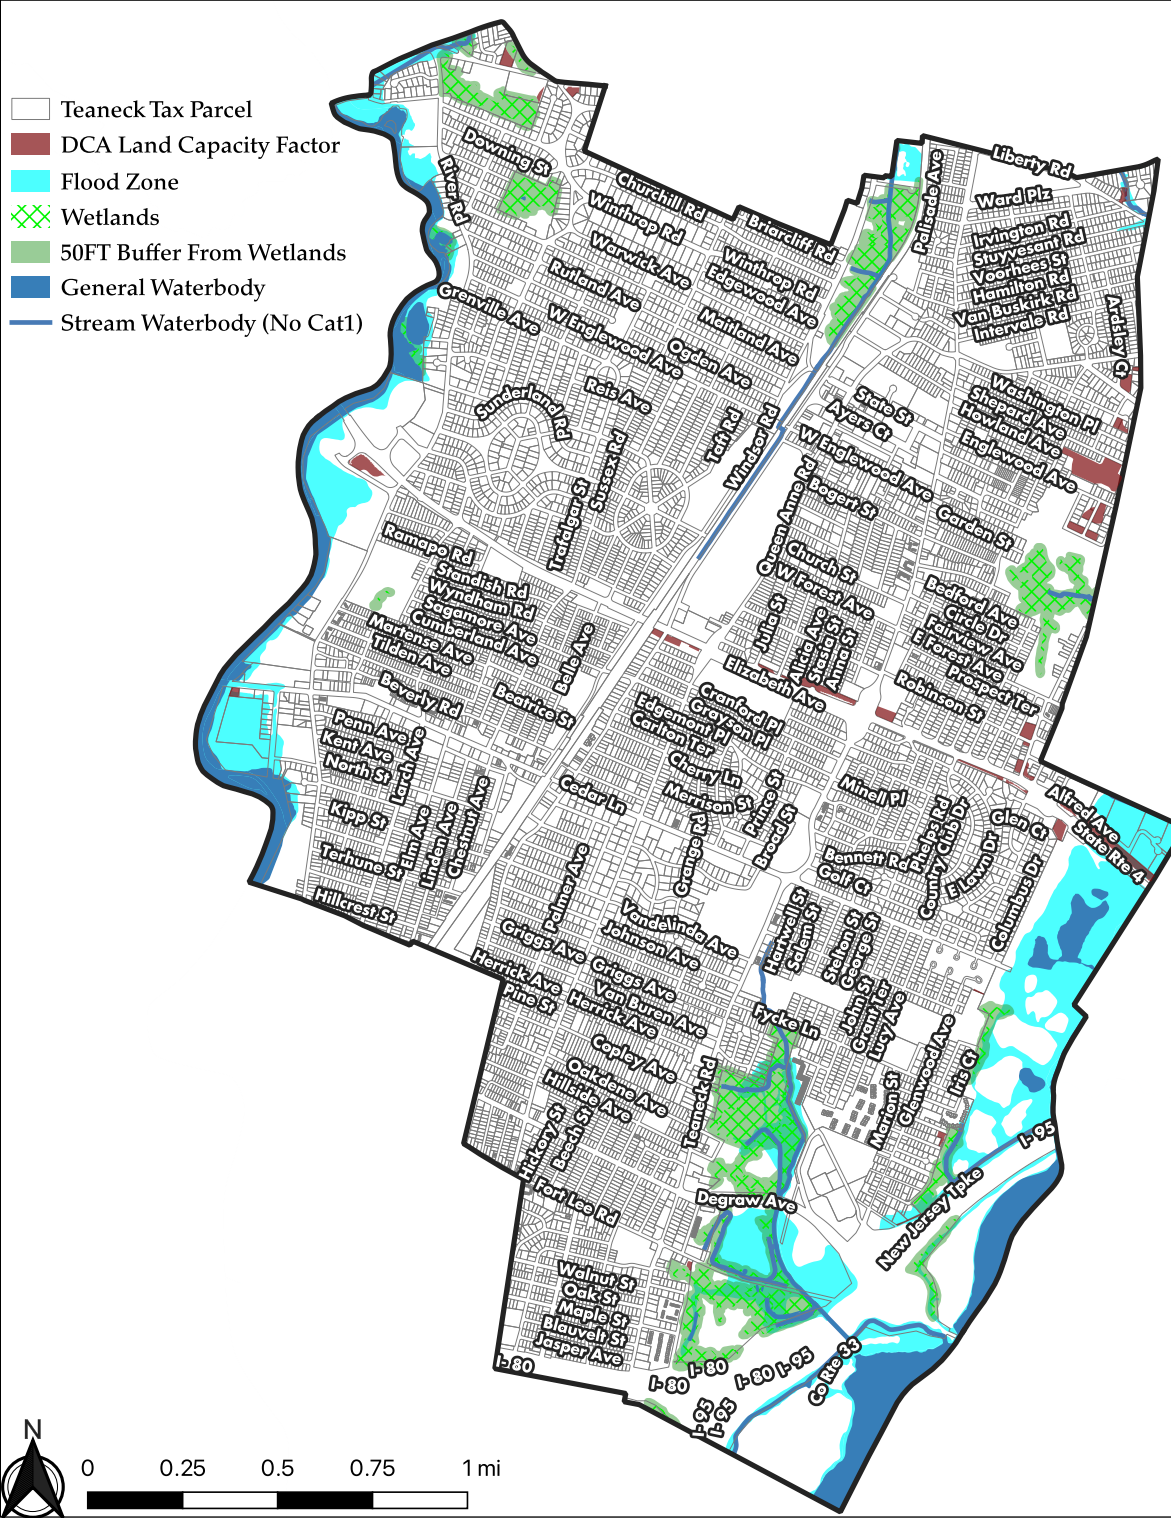 Teaneck Tax Parcel
DCA Land Capacity Factor
Flood Zone
Wetlands
50FT Buffer From Wetlands
General Waterbody
Stream Waterbody (No Cat1)
Downing St
River Rd
Churchill Rd
Winthrop Rd
Briarcliff Rd
Palisade Ave
Liberty Rd
Ward Plz
Irvington Rd
Stuyvesant Rd
Voorhees St
Hamilton Rd
Van Buskirk Rd
Intervale Rd
Ardsley Ct
Warwick Ave
Winthrop Rd
Edgewood Ave
Rutland Ave
Grenville Ave
W Englewood Ave
Maitland Ave
Ogden Ave
Reis Ave
Sunderland Rd
Sussex Rd
Trafalgar St
Taft Rd
Windsor Rd
State St
Ayers Ct
W Englewood Ave
Washington Pl
Shepard Ave
Howland Ave
Englewood Ave
Queen Anne Rd
Bogert St
Garden St
Church St
W Forest Ave
Bedford Ave
Circle Dr
Fairview Ave
E Forest Ave
Prospect Ter
Robinson St
Julia St
Alicia Ave
Stasia St
Anna St
Elizabeth Ave
Ramapo Rd
Standish Rd
Wyndham Rd
Sagamore Ave
Cumberland Ave
Martense Ave
Tilden Ave
Belle Ave
Beverly Rd
Beatrice St
Cranford Pl
Grayson Pl
Edgemont Pl
Carlton Ter
Penn Ave
Kent Ave
North St
Larch Ave
Kipp St
Elm Ave
Linden Ave
Chestnut Ave
Terhune St
Hillcrest St
Cherry Ln
Merrison St
Prince St
Broad St
Grange Rd
Cedar Ln
Palmer Ave
Minell Pl
Phelps Rd
Country Club Dr
E Lawn Dr
Glen Ct
Alfred Ave
State Rte 4
Columbus Dr
Bennett Rd
Golf Ct
Vandelinda Ave
Johnson Ave
Griggs Ave
Griggs Ave
Herrick Ave
Pine St
Van Buren Ave
Herrick Ave
Hartwell St
Salem St
Stelton St
George St
John St
Grant Ter
Lucy Ave
Fycke Ln
Copley Ave
Oakdene Ave
Hillside Ave
Teaneck Rd
Hickory St
Beech St
Marion St
Glenwood Ave
Iris Ct
I- 95
New Jersey Tpke
Fort Lee Rd
Degraw Ave
Walnut St
Oak St
Maple St
Blauvelt St
Jasper Ave
I- 80
I- 80
I- 80
I- 80
I- 95
I- 95
I- 95
Co Rte 33
N
0 0.25 0.5 0.75 1 mi